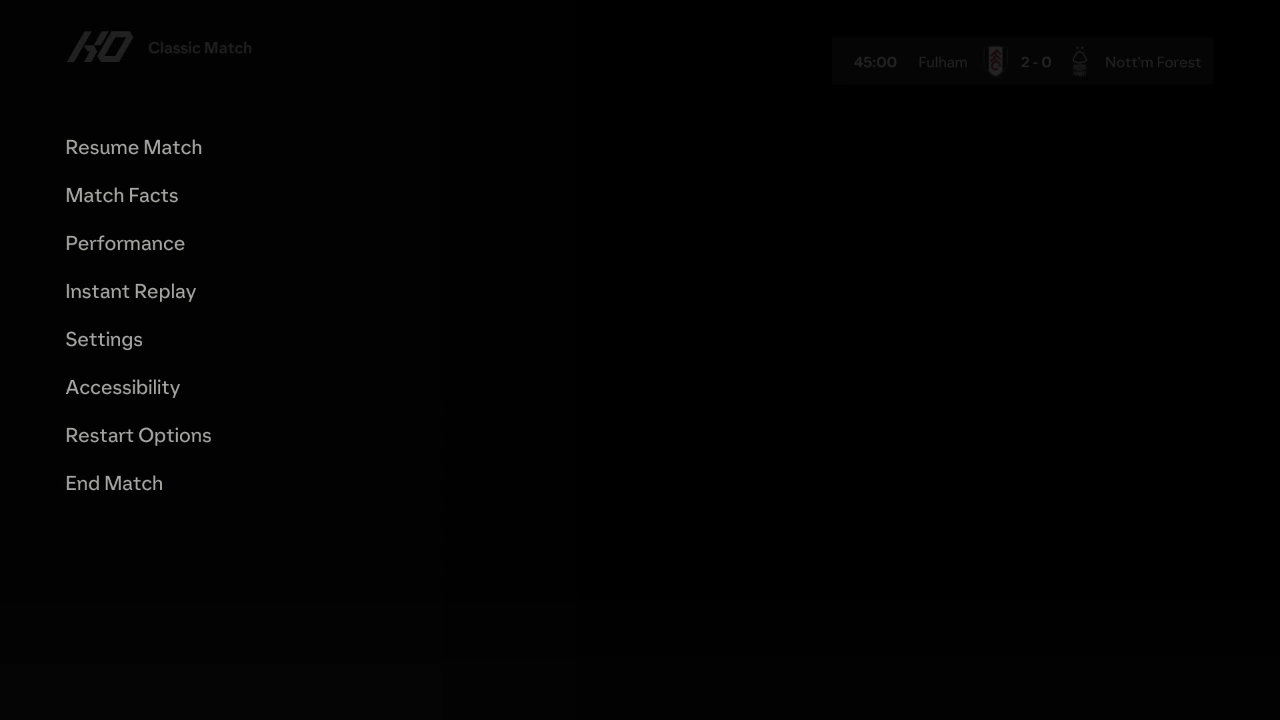 KO Classic Match
45:00 Fulham 2 - 0 Nott'm Forest
Resume Match
Match Facts
Performance
Instant Replay
Settings
Accessibility
Restart Options
End Match